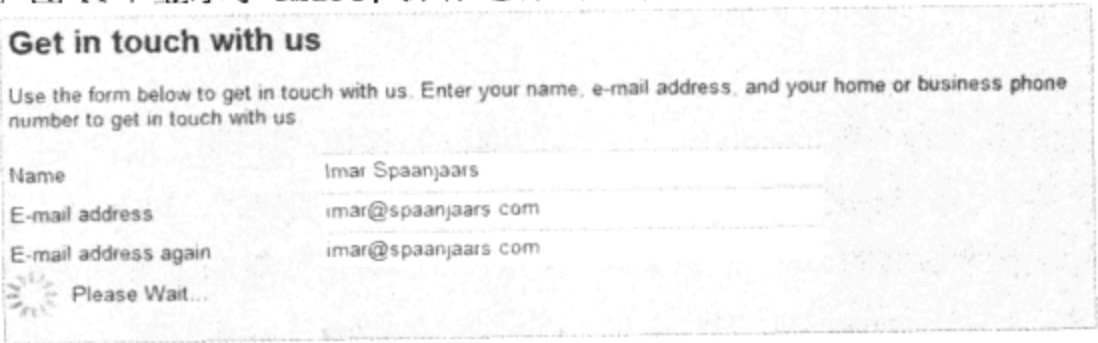 Get in touch with us
Use the form below to get in touch with us. Enter your name, e-mail address, and your home or business phone
number to get in touch with us
Name Imar Spaanjaars
E-mail address imar@spaanjaars com
E-mail address again imar@spaanjaars com
Please Wait...